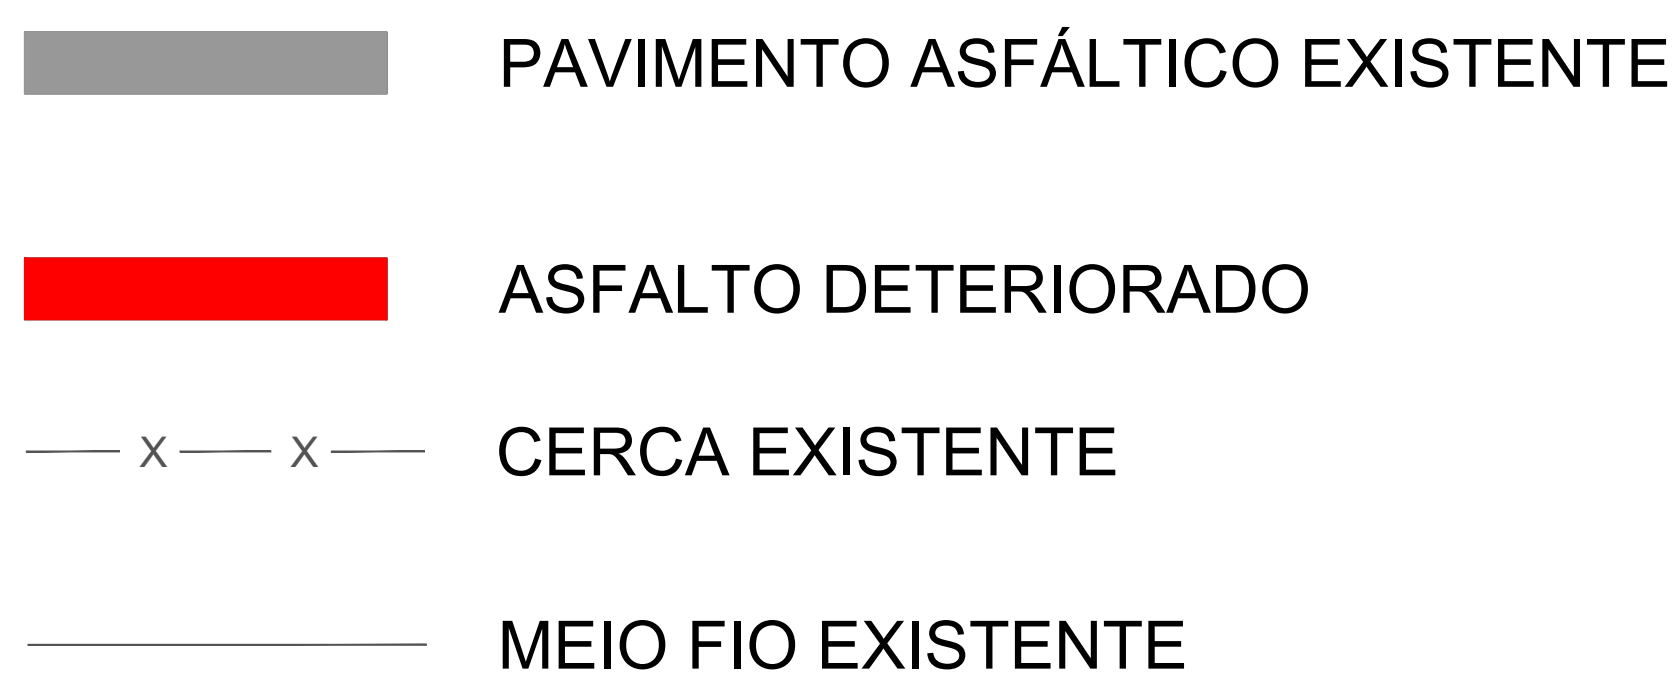 PAVIMENTO ASFÁLTICO EXISTENTE
ASFALTO DETERIORADO
X X CERCA EXISTENTE
MEIO FIO EXISTENTE